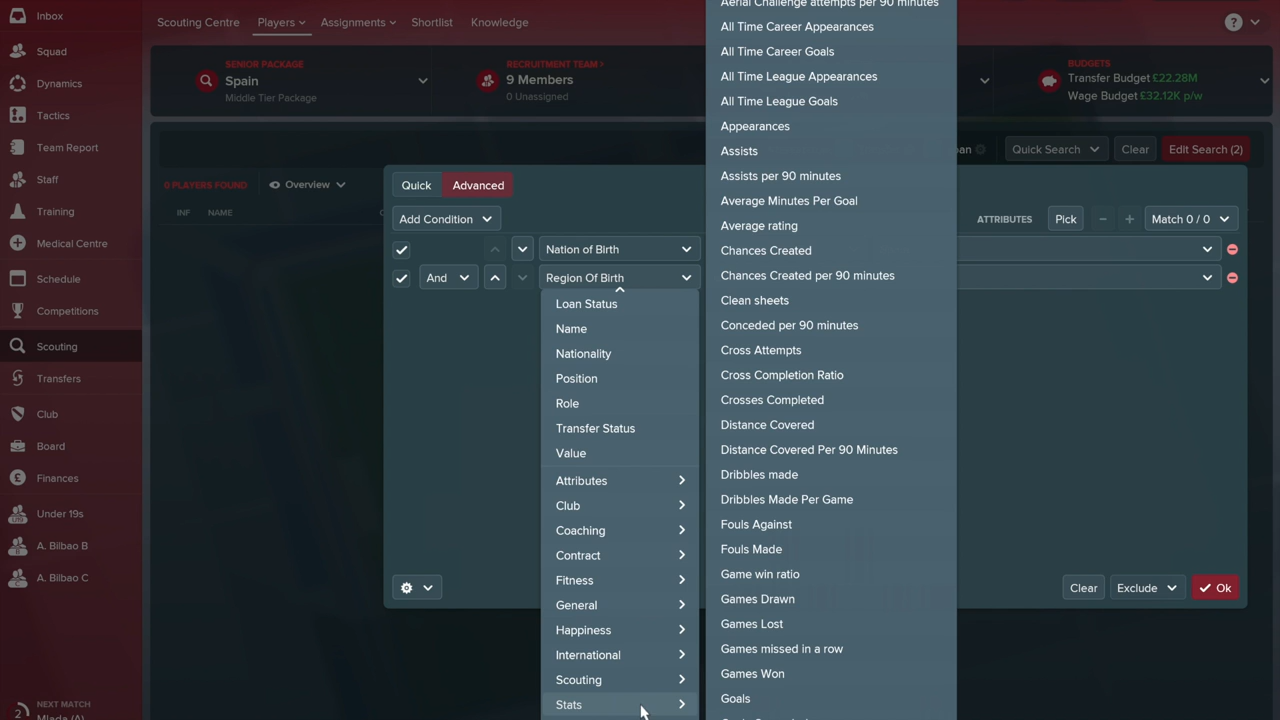 Inbox
Squad
Dynamics
Tactics
Team Report
Staff
Training
Medical Centre
Schedule
Competitions
Scouting
Transfers
Club
Board
Finances
Under 19s
A. Bilbao B
A. Bilbao C
NEXT MATCH
Scouting Centre
Players
Assignments
Shortlist
Knowledge
?
SENIOR PACKAGE
Spain
Middle Tier Package
RECRUITMENT TEAM >
9 Members
0 Unassigned
BUDGETS
Transfer Budget £22.28M
Wage Budget £32.12K p/w
Quick Search
Clear
Edit Search (2)
0 PLAYERS FOUND
Overview
INF
NAME
Quick
Advanced
Add Condition
ATTRIBUTES
Pick
Match 0 / 0
Nation of Birth
And
Region Of Birth
Loan Status
Name
Nationality
Position
Role
Transfer Status
Value
Attributes
Club
Coaching
Contract
Fitness
General
Happiness
International
Scouting
Stats
Aerial Challenge attempts per 90 minutes
All Time Career Appearances
All Time Career Goals
All Time League Appearances
All Time League Goals
Appearances
Assists
Assists per 90 minutes
Average Minutes Per Goal
Average rating
Chances Created
Chances Created per 90 minutes
Clean sheets
Conceded per 90 minutes
Cross Attempts
Cross Completion Ratio
Crosses Completed
Distance Covered
Distance Covered Per 90 Minutes
Dribbles made
Dribbles Made Per Game
Fouls Against
Fouls Made
Game win ratio
Games Drawn
Games Lost
Games missed in a row
Games Won
Goals
Clear
Exclude
Ok